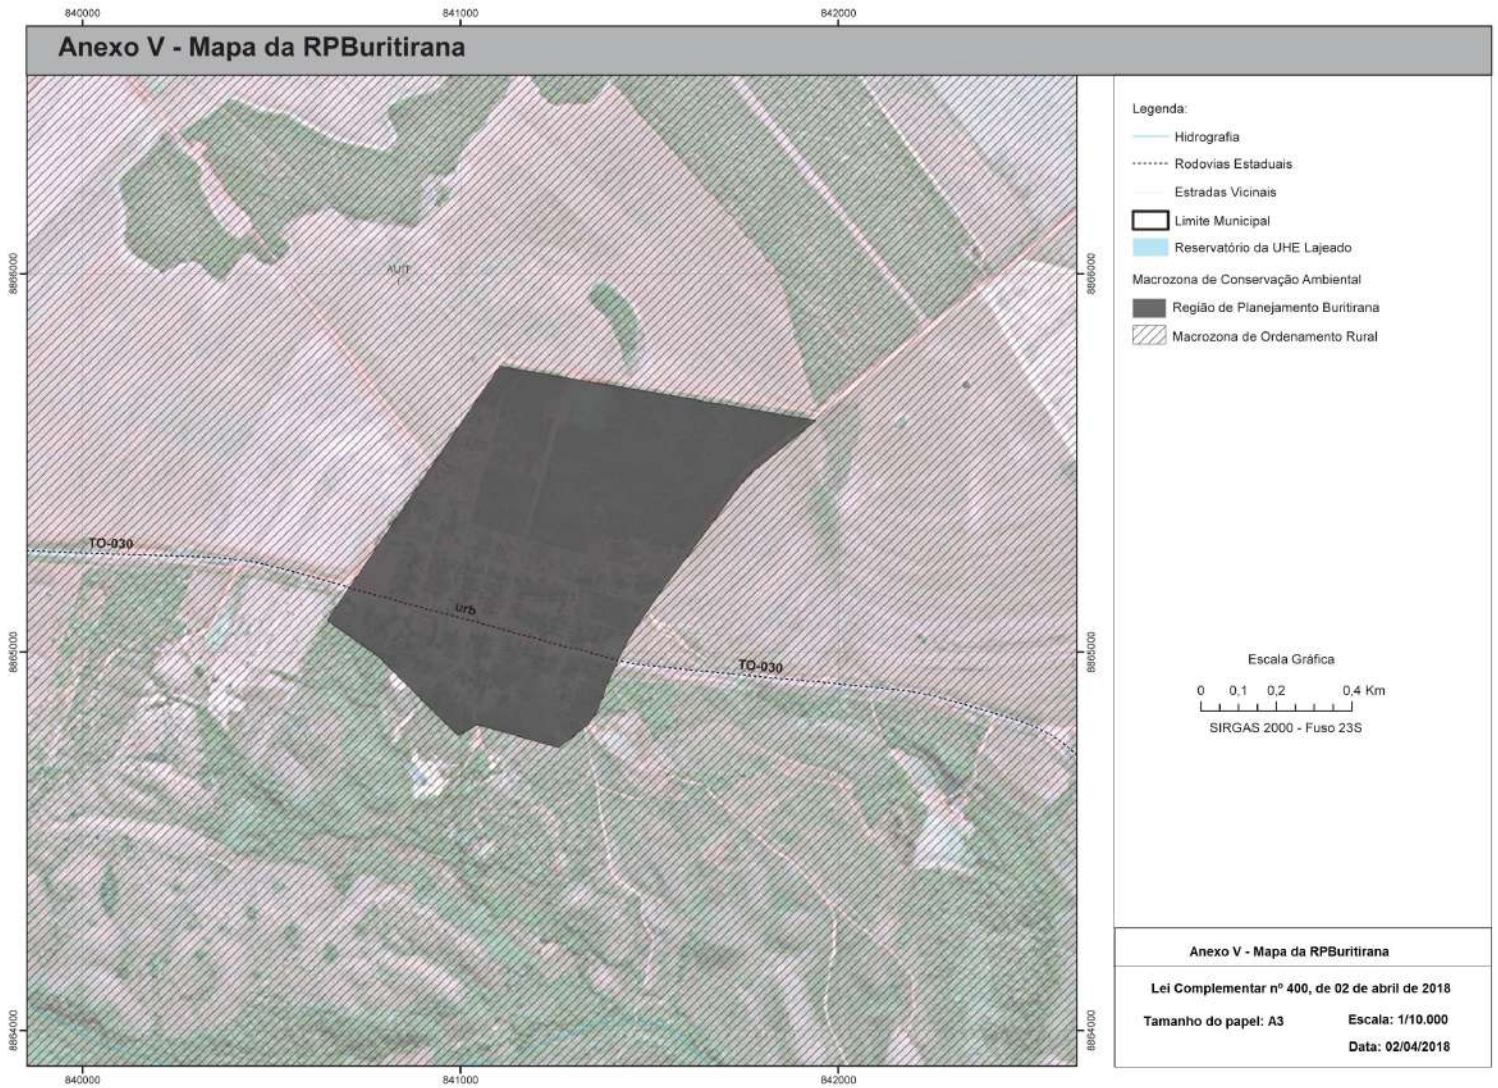 840000
841000
842000
Anexo V - Mapa da RPBuritirana
Legenda:
Hidrografia
Rodovias Estaduais
Estradas Vicinais
Limite Municipal
Reservatório da UHE Lajeado
Macrozona de Conservação Ambiental
Região de Planejamento Buritirana
Macrozona de Ordenamento Rural
AUIT
I
8866000
8866000
TO-030
urb
TO-030
8865000
8865000
Escala Gráfica
0 0,1 0,2 0,4 Km
SIRGAS 2000 - Fuso 23S
Anexo V - Mapa da RPBuritirana
Lei Complementar nº 400, de 02 de abril de 2018
Tamanho do papel: A3
Escala: 1/10.000
Data: 02/04/2018
8864000
8864000
840000
841000
842000